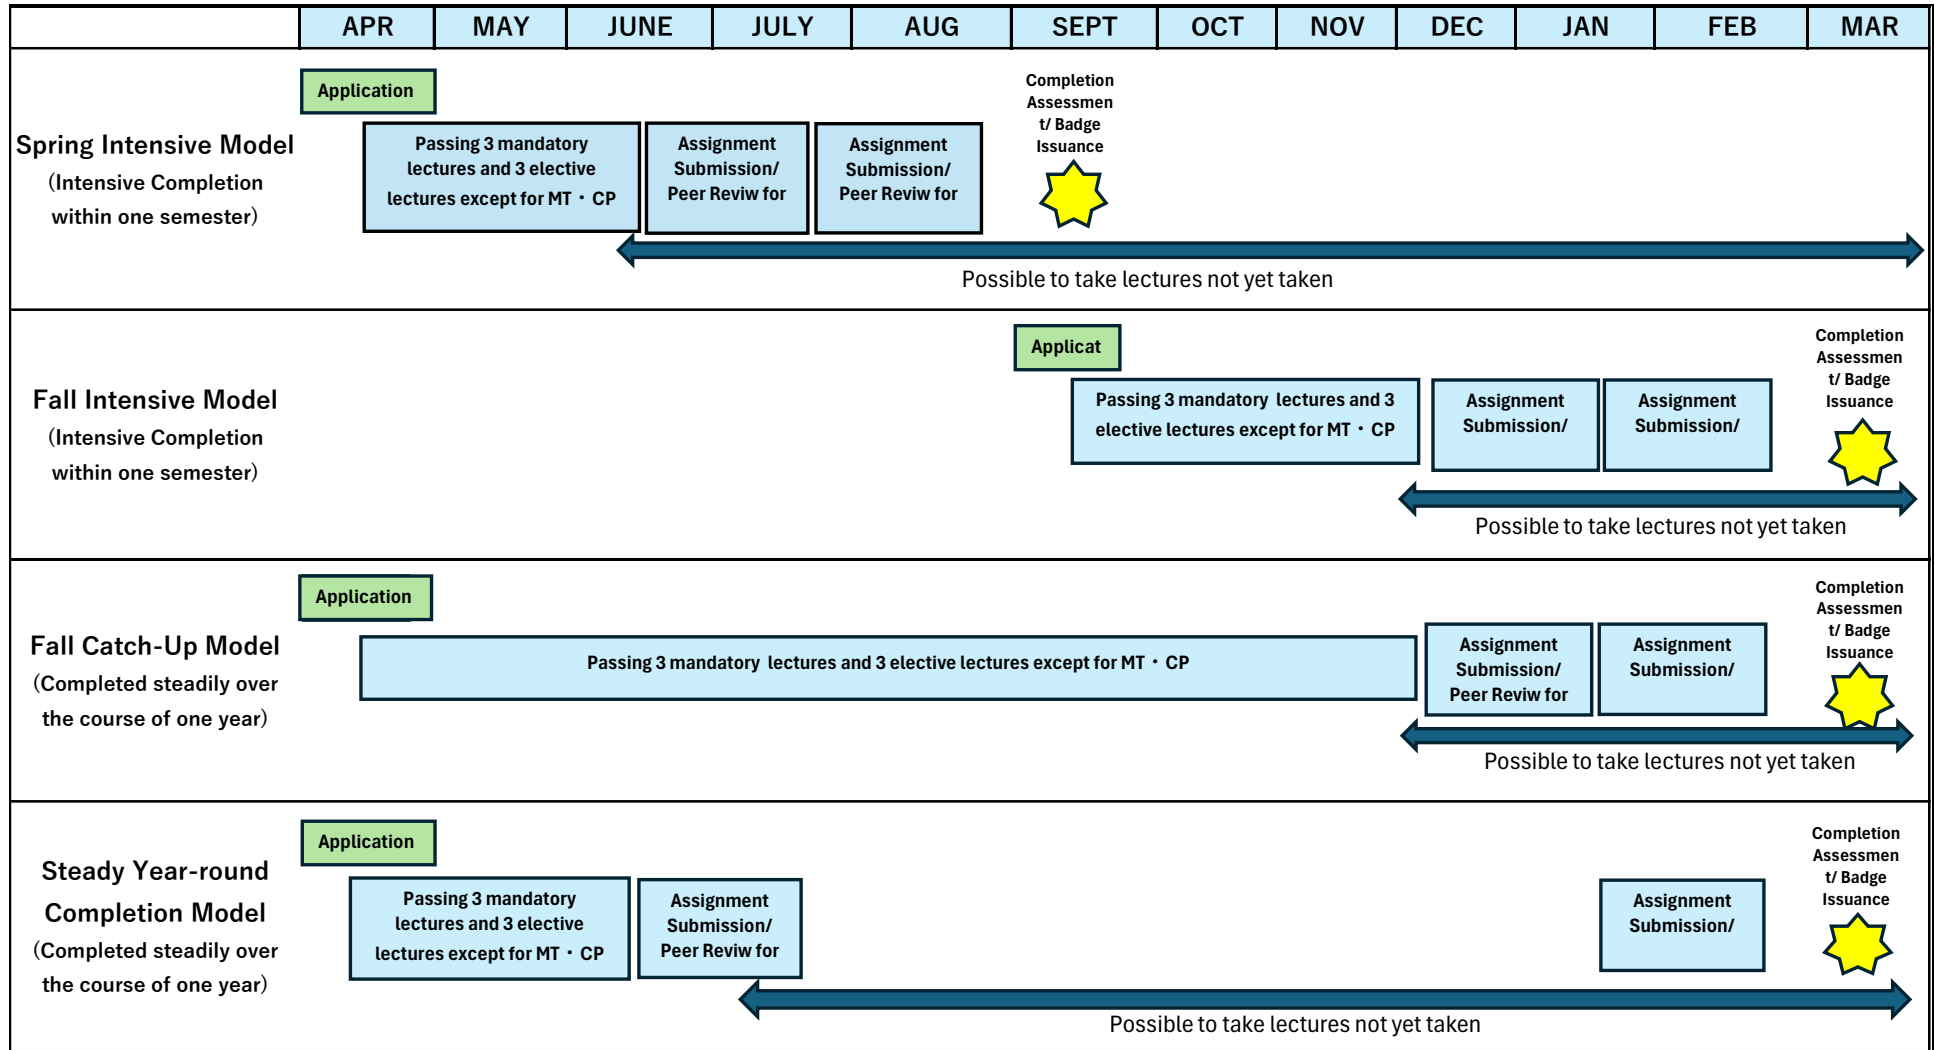 APR MAY JUNE JULY AUG SEPT OCT NOV DEC JAN FEB MAR
Spring Intensive Model
(Intensive Completion
within one semester)
Application
Passing 3 mandatory
lectures and 3 elective
lectures except for MT・CP
Assignment
Submission/
Peer Reviw for
Assignment
Submission/
Peer Reviw for
Completion
Assessmen
t/ Badge
Issuance
Possible to take lectures not yet taken
Fall Intensive Model
(Intensive Completion
within one semester)
Applicat
Passing 3 mandatory lectures and 3
elective lectures except for MT・CP
Assignment
Submission/
Assignment
Submission/
Completion
Assessmen
t/ Badge
Issuance
Possible to take lectures not yet taken
Fall Catch-Up Model
(Completed steadily over
the course of one year)
Application
Passing 3 mandatory lectures and 3 elective lectures except for MT・CP
Assignment
Submission/
Peer Reviw for
Assignment
Submission/
Completion
Assessmen
t/ Badge
Issuance
Possible to take lectures not yet taken
Steady Year-round
Completion Model
(Completed steadily over
the course of one year)
Application
Passing 3 mandatory
lectures and 3 elective
lectures except for MT・CP
Assignment
Submission/
Peer Reviw for
Assignment
Submission/
Completion
Assessmen
t/ Badge
Issuance
Possible to take lectures not yet taken